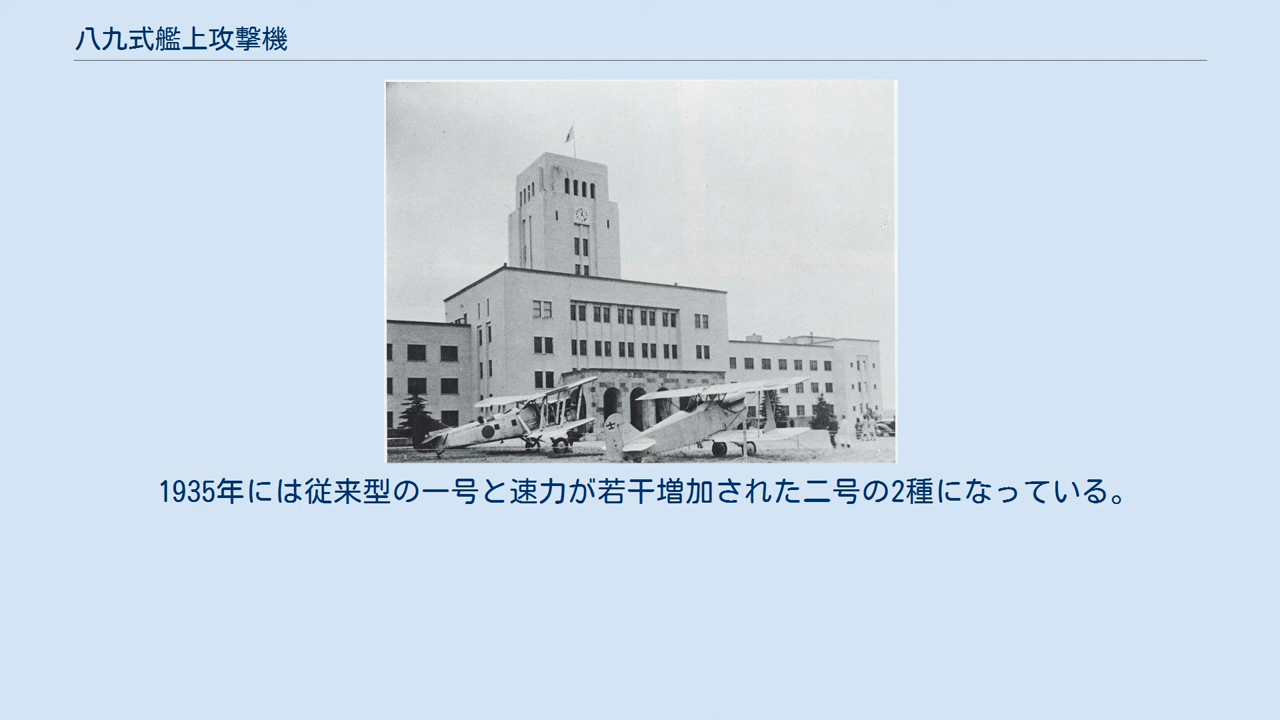 八九式艦上攻撃機
1935年には従来型の一号と速力が若干増加された二号の2種になっている。